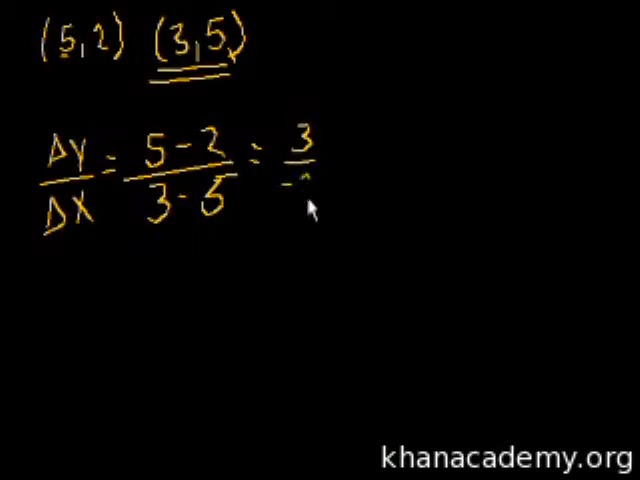 (5,2) (3,5)
ΔY/ΔX = 5-2/3-5 = 3/-
khanacademy.org